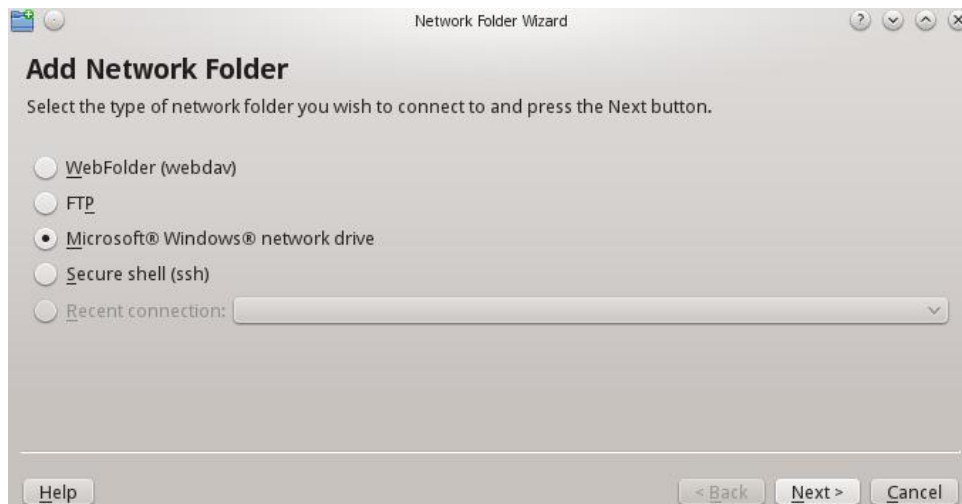 Network Folder Wizard
Add Network Folder
Select the type of network folder you wish to connect to and press the Next button.
WebFolder (webdav)
FTP
Microsoft® Windows® network drive
Secure shell (ssh)
Recent connection:
Help
< Back
Next >
Cancel